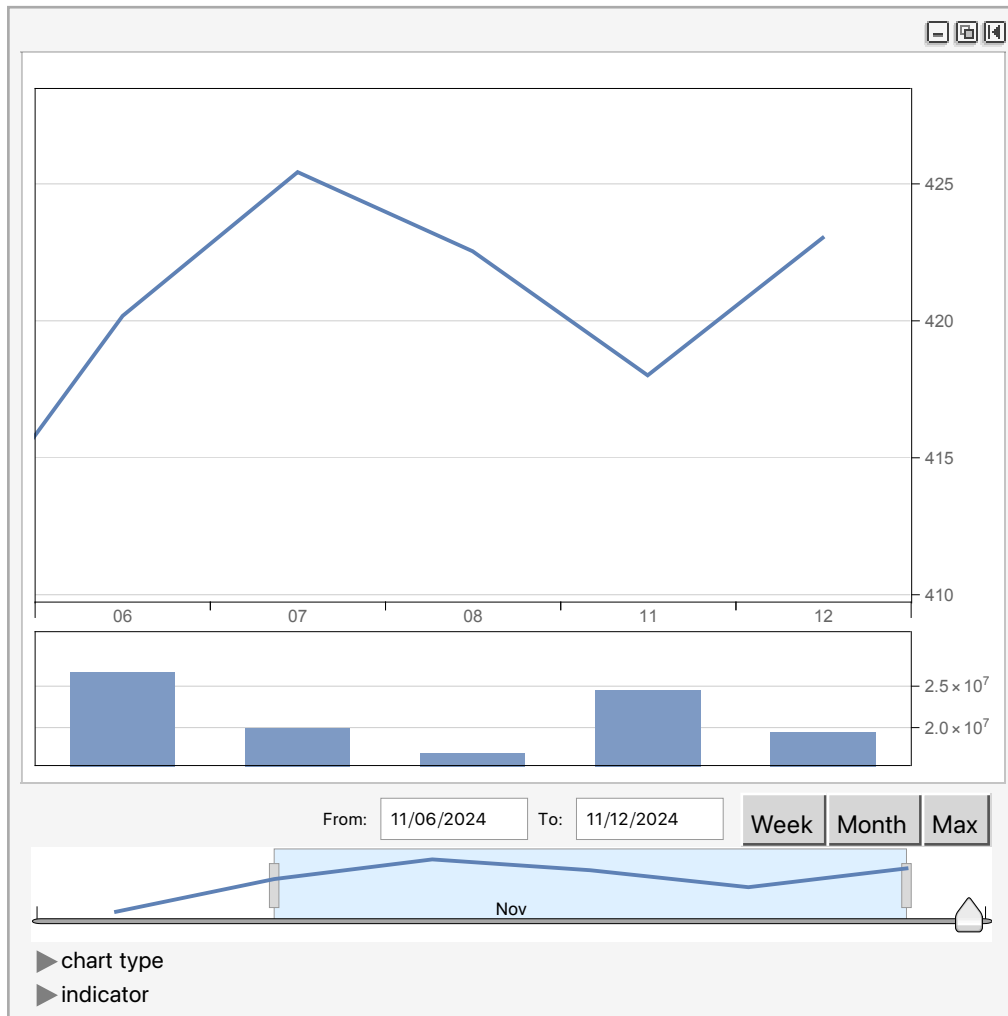 425
420
415
410
06 07 08 11 12
2.5×10⁷
2.0×10⁷
From: 11/06/2024 To: 11/12/2024 Week Month Max
Nov
chart type
indicator